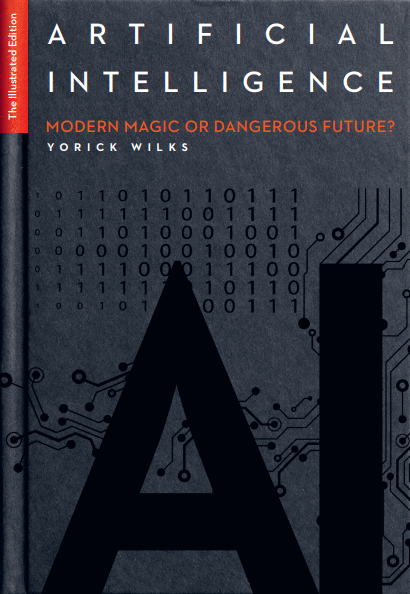 The Illustrated Edition
ARTIFICIAL
INTELLIGENCE
MODERN MAGIC OR DANGEROUS FUTURE?
YORICK WILKS
AI